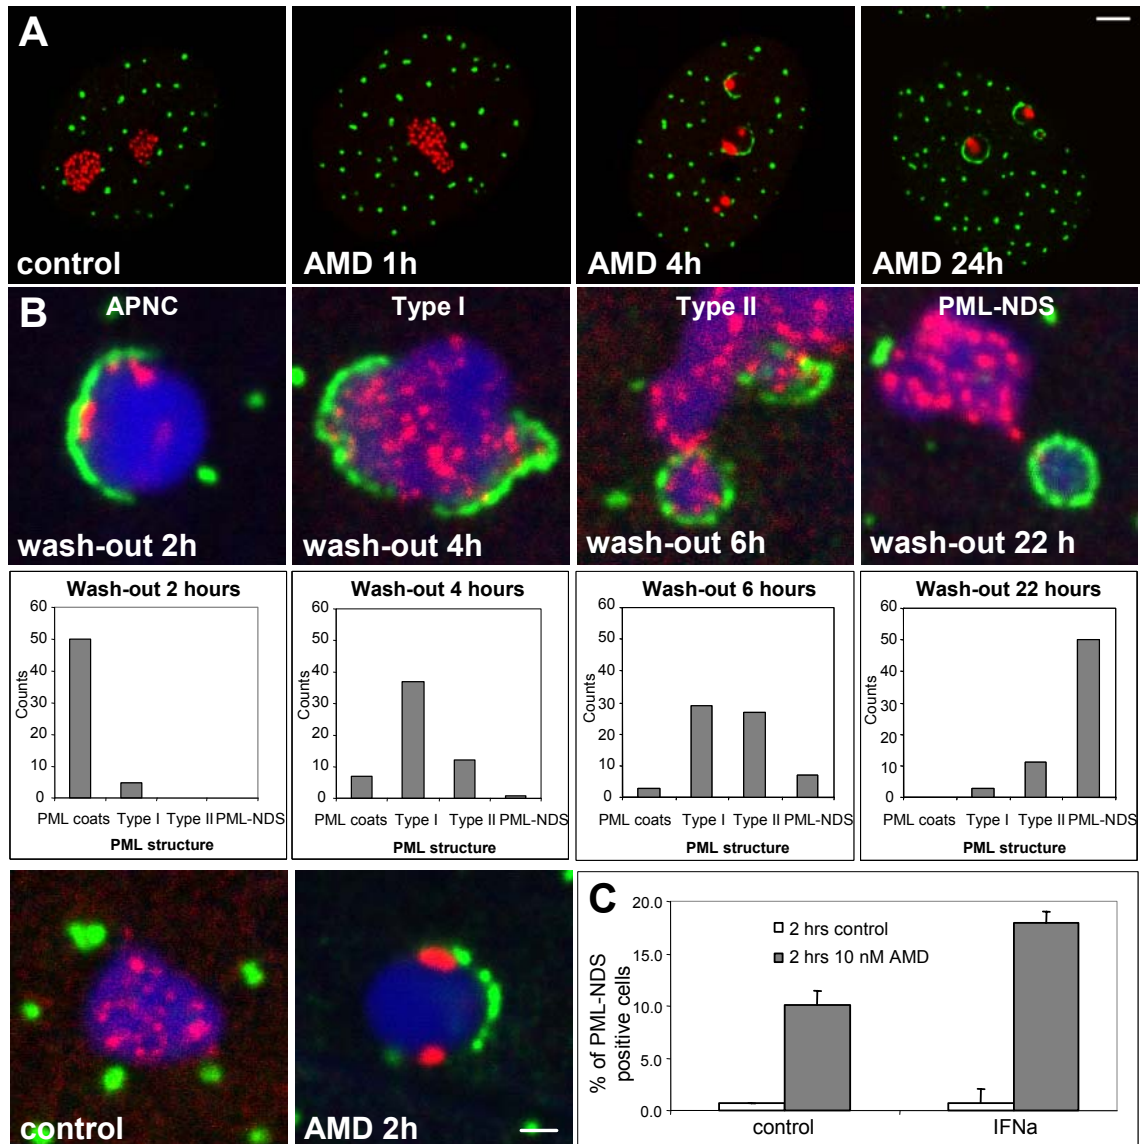 A
control
AMD 1h
AMD 4h
AMD 24h
B
APNC
Type I
Type II
PML-NDS
wash-out 2h
wash-out 4h
wash-out 6h
wash-out 22 h
Wash-out 2 hours
60
50
40
30
20
10
0
Counts
PML coats Type I Type II PML-NDS
PML structure
Wash-out 4 hours
60
50
40
30
20
10
0
Counts
PML coats Type I Type II PML-NDS
PML structure
Wash-out 6 hours
60
50
40
30
20
10
0
Counts
PML coats Type I Type II PML-NDS
PML structure
Wash-out 22 hours
60
50
40
30
20
10
0
Counts
PML coats Type I Type II PML-NDS
PML structure
control
AMD 2h
C
20.0
15.0
10.0
5.0
0.0
% of PML-NDS
positive cells
2 hrs control
2 hrs 10 nM AMD
control
IFNa